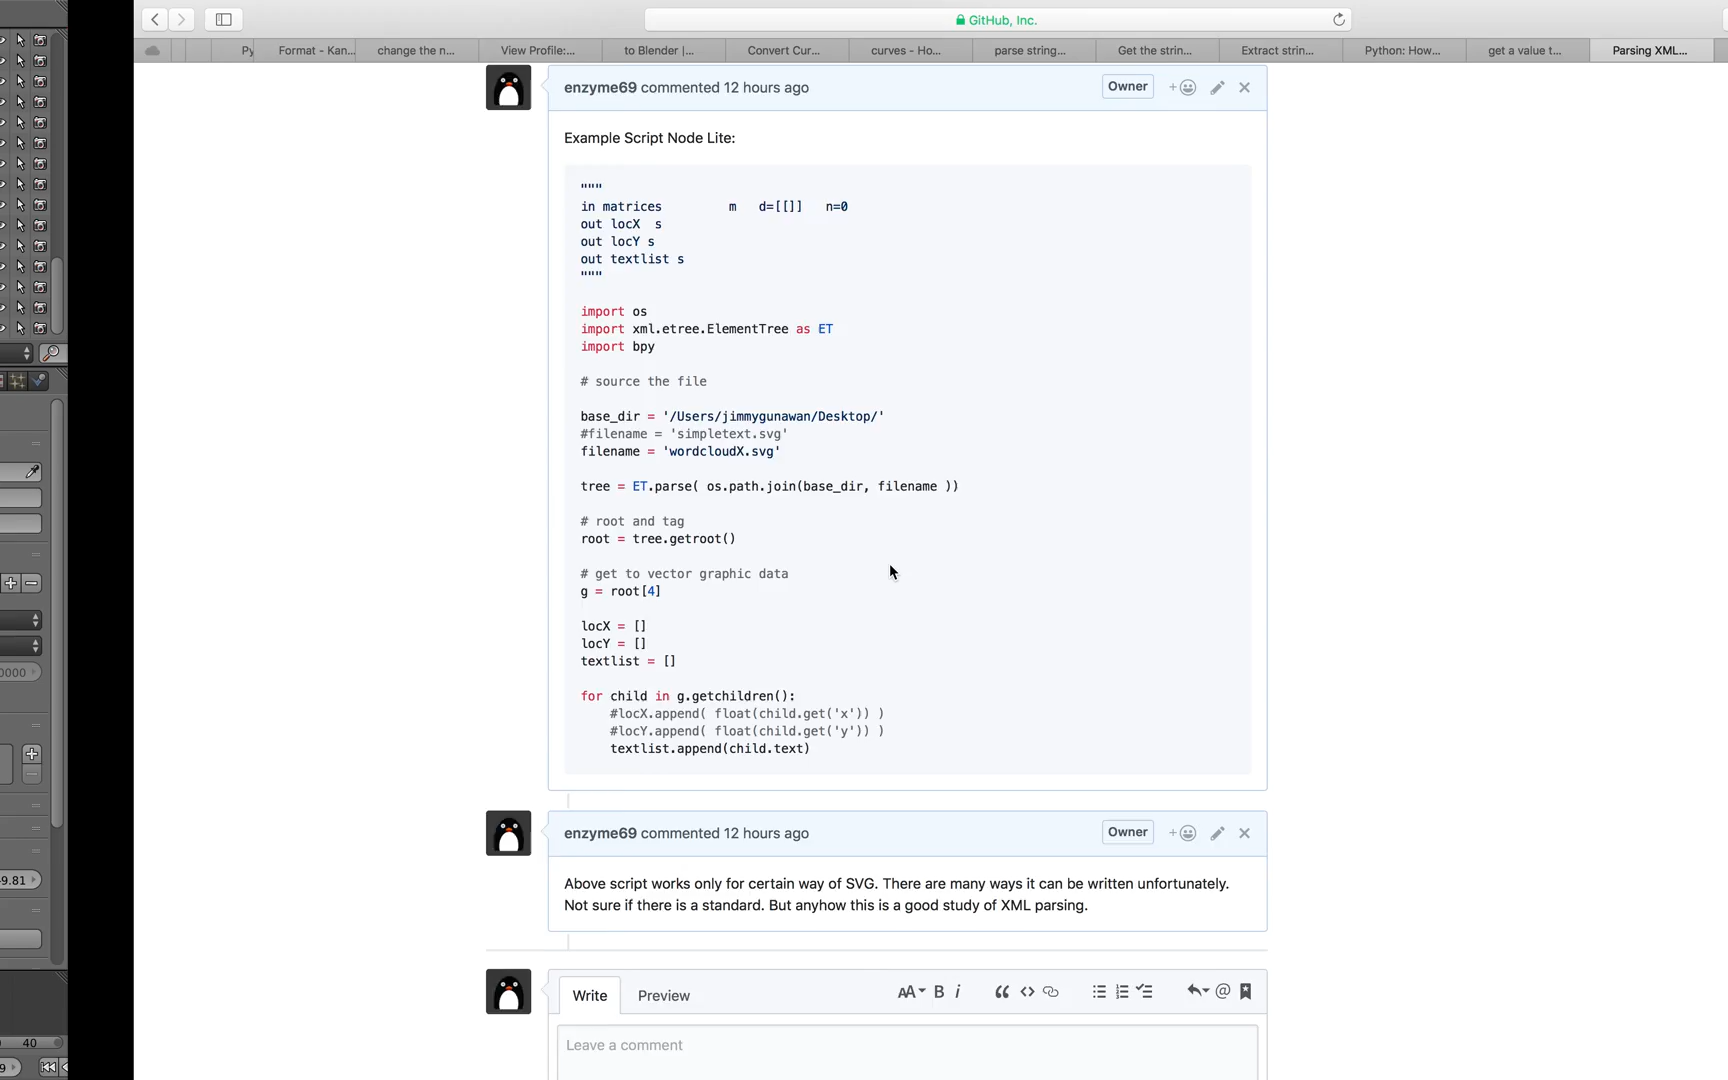 GitHub, Inc.
Py
Format - Kan...
change the n...
View Profile:...
to Blender |...
Convert Cur...
curves - Ho...
parse string...
Get the strin...
Extract strin...
Python: How...
get a value t...
Parsing XML...
enzyme69 commented 12 hours ago
Owner
Example Script Node Lite:
"""
in matrices m d=[[]] n=0
out locX s
out locY s
out textlist s
"""
import os
import xml.etree.ElementTree as ET
import bpy
# source the file
base_dir = '/Users/jimmygunawan/Desktop/'
#filename = 'simpletext.svg'
filename = 'wordcloudX.svg'
tree = ET.parse( os.path.join(base_dir, filename ))
# root and tag
root = tree.getroot()
# get to vector graphic data
g = root[4]
locX = []
locY = []
textlist = []
for child in g.getchildren():
    #locX.append( float(child.get('x')) )
    #locY.append( float(child.get('y')) )
    textlist.append(child.text)
enzyme69 commented 12 hours ago
Owner
Above script works only for certain way of SVG. There are many ways it can be written unfortunately.
Not sure if there is a standard. But anyhow this is a good study of XML parsing.
Write
Preview
AA B i
Leave a comment
0000
-9.81
40
9